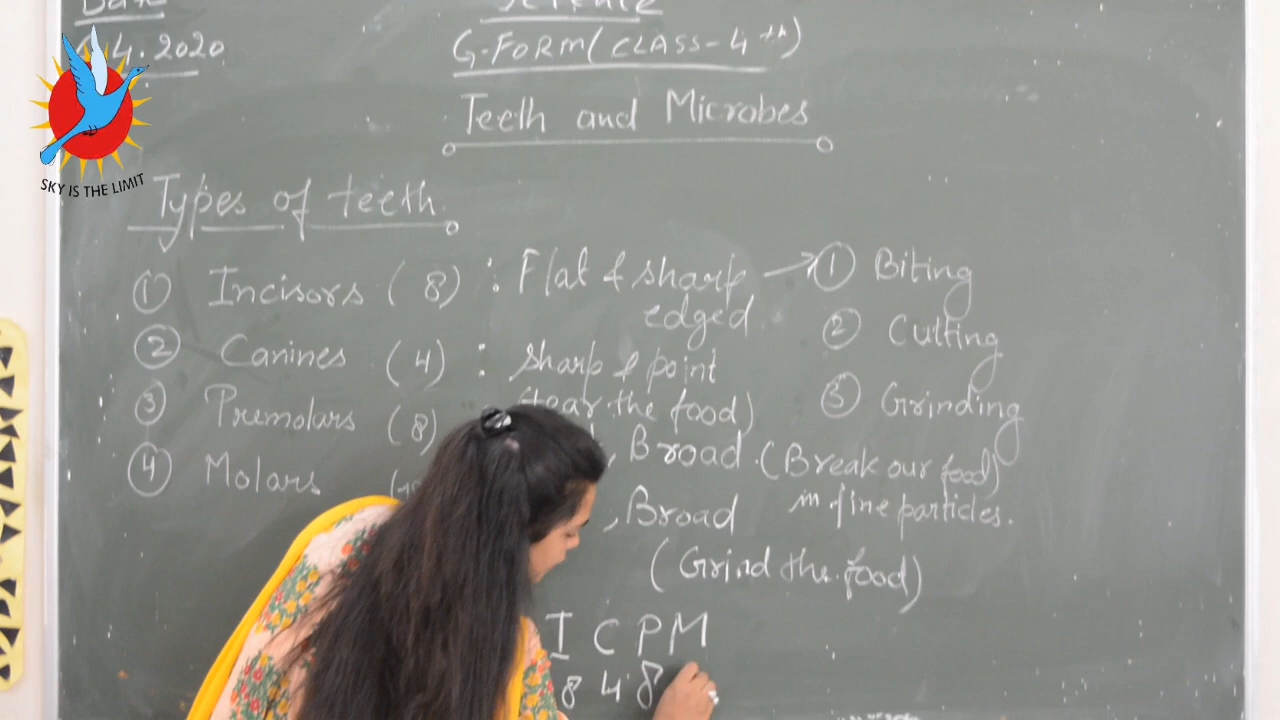 Date
Science
4.2020
G-FORM (CLASS-4th)
Teeth and Microbes
SKY IS THE LIMIT
Types of teeth
① Incisors (8) : Flat & sharp → ① Biting
edged
② Cutting
② Canines (4) : sharp & point
(tear the food)
③ Grinding
③ Premolars (8) , Broad. (Break our food)
in fine particles.
④ Molars , Broad
(Grind the food)
I C P M
8 4 8